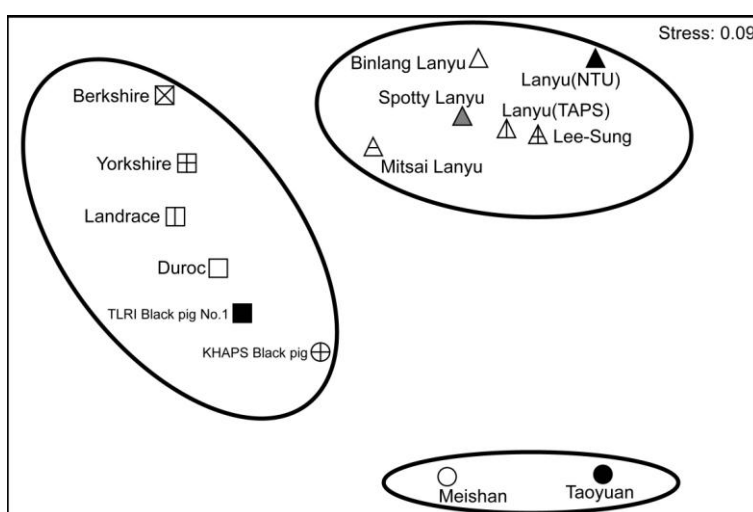 Stress: 0.09
Binlang Lanyu
Lanyu(NTU)
Berkshire
Spotty Lanyu
Lanyu(TAPS)
Lee-Sung
Yorkshire
Mitsai Lanyu
Landrace
Duroc
TLRI Black pig No.1
KHAPS Black pig
Meishan
Taoyuan